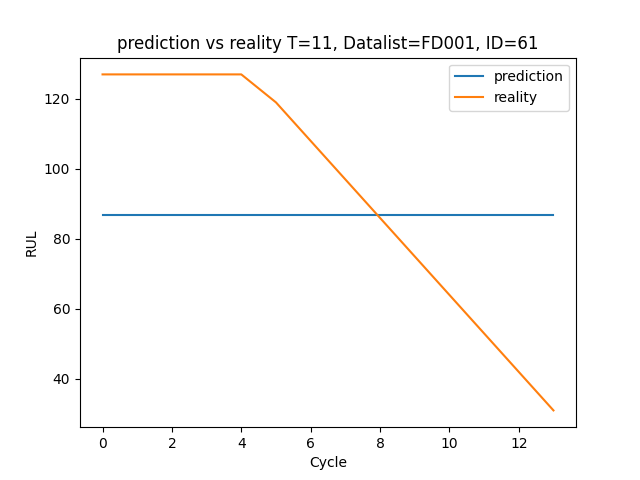 prediction vs reality T=11, Datalist=FD001, ID=61
prediction
reality
120
100
80
60
40
RUL
0 2 4 6 8 10 12
Cycle